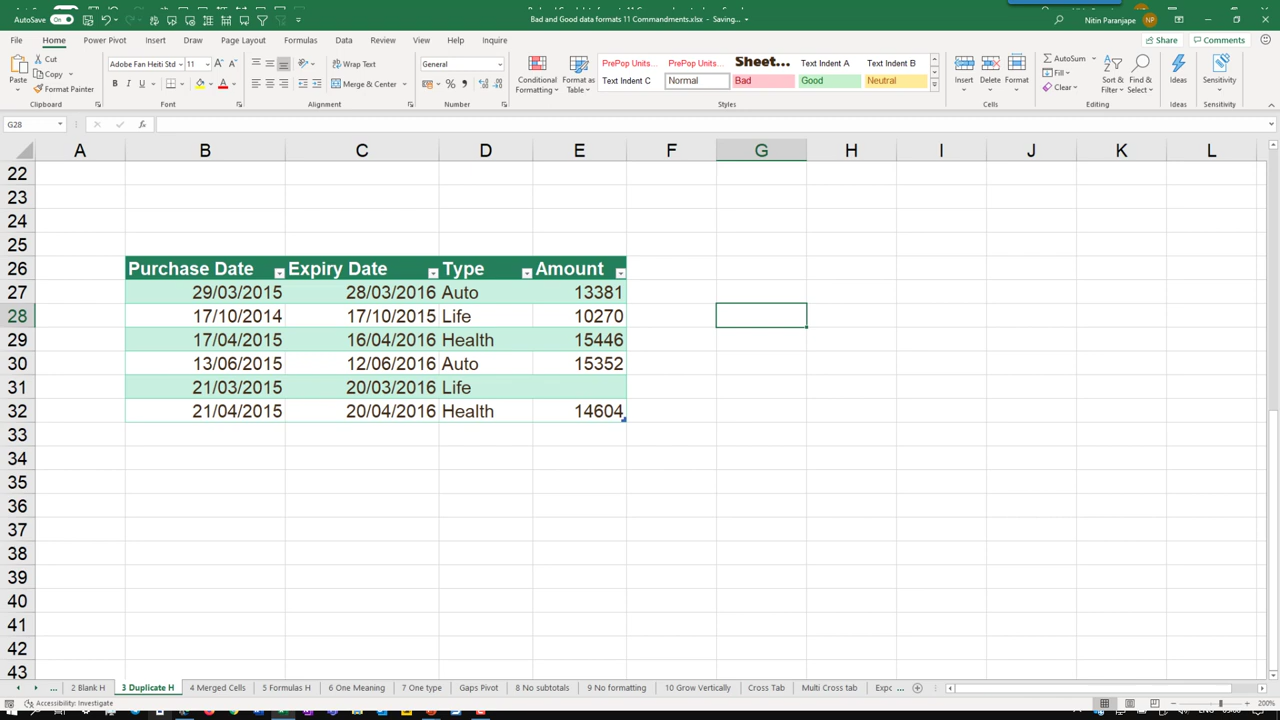 AutoSave On
Bad and Good data formats 11 Commandments.xlsx - Saving...
Nitin Paranjape NP
File Home Power Pivot Insert Draw Page Layout Formulas Data Review View Help Inquire
Share Comments
Paste
Cut
Copy
Format Painter
Clipboard
Adobe Fan Heiti Std 11
B I U
Font
Wrap Text
Merge & Center
Alignment
General
Number
Conditional Formatting
Format as Table
PrePop Units... PrePop Units... Sheet... Text Indent A Text Indent B
Text Indent C Normal Bad Good Neutral
Styles
Insert Delete Format
Cells
AutoSum
Fill
Clear
Sort & Filter
Find & Select
Editing
Ideas
Ideas
Sensitivity
Sensitivity
G28 fx
A B C D E F G H I J K L
22
23
24
25
26 Purchase Date Expiry Date Type Amount
27 29/03/2015 28/03/2016 Auto 13381
28 17/10/2014 17/10/2015 Life 10270
29 17/04/2015 16/04/2016 Health 15446
30 13/06/2015 12/06/2016 Auto 15352
31 21/03/2015 20/03/2016 Life
32 21/04/2015 20/04/2016 Health 14604
33
34
35
36
37
38
39
40
41
42
43
... 2 Blank H 3 Duplicate H 4 Merged Cells 5 Formulas H 6 One Meaning 7 One type Gaps Pivot 8 No subtotals 9 No formatting 10 Grow Vertically Cross Tab Multi Cross tab Expc ...
Accessibility: Investigate
200%